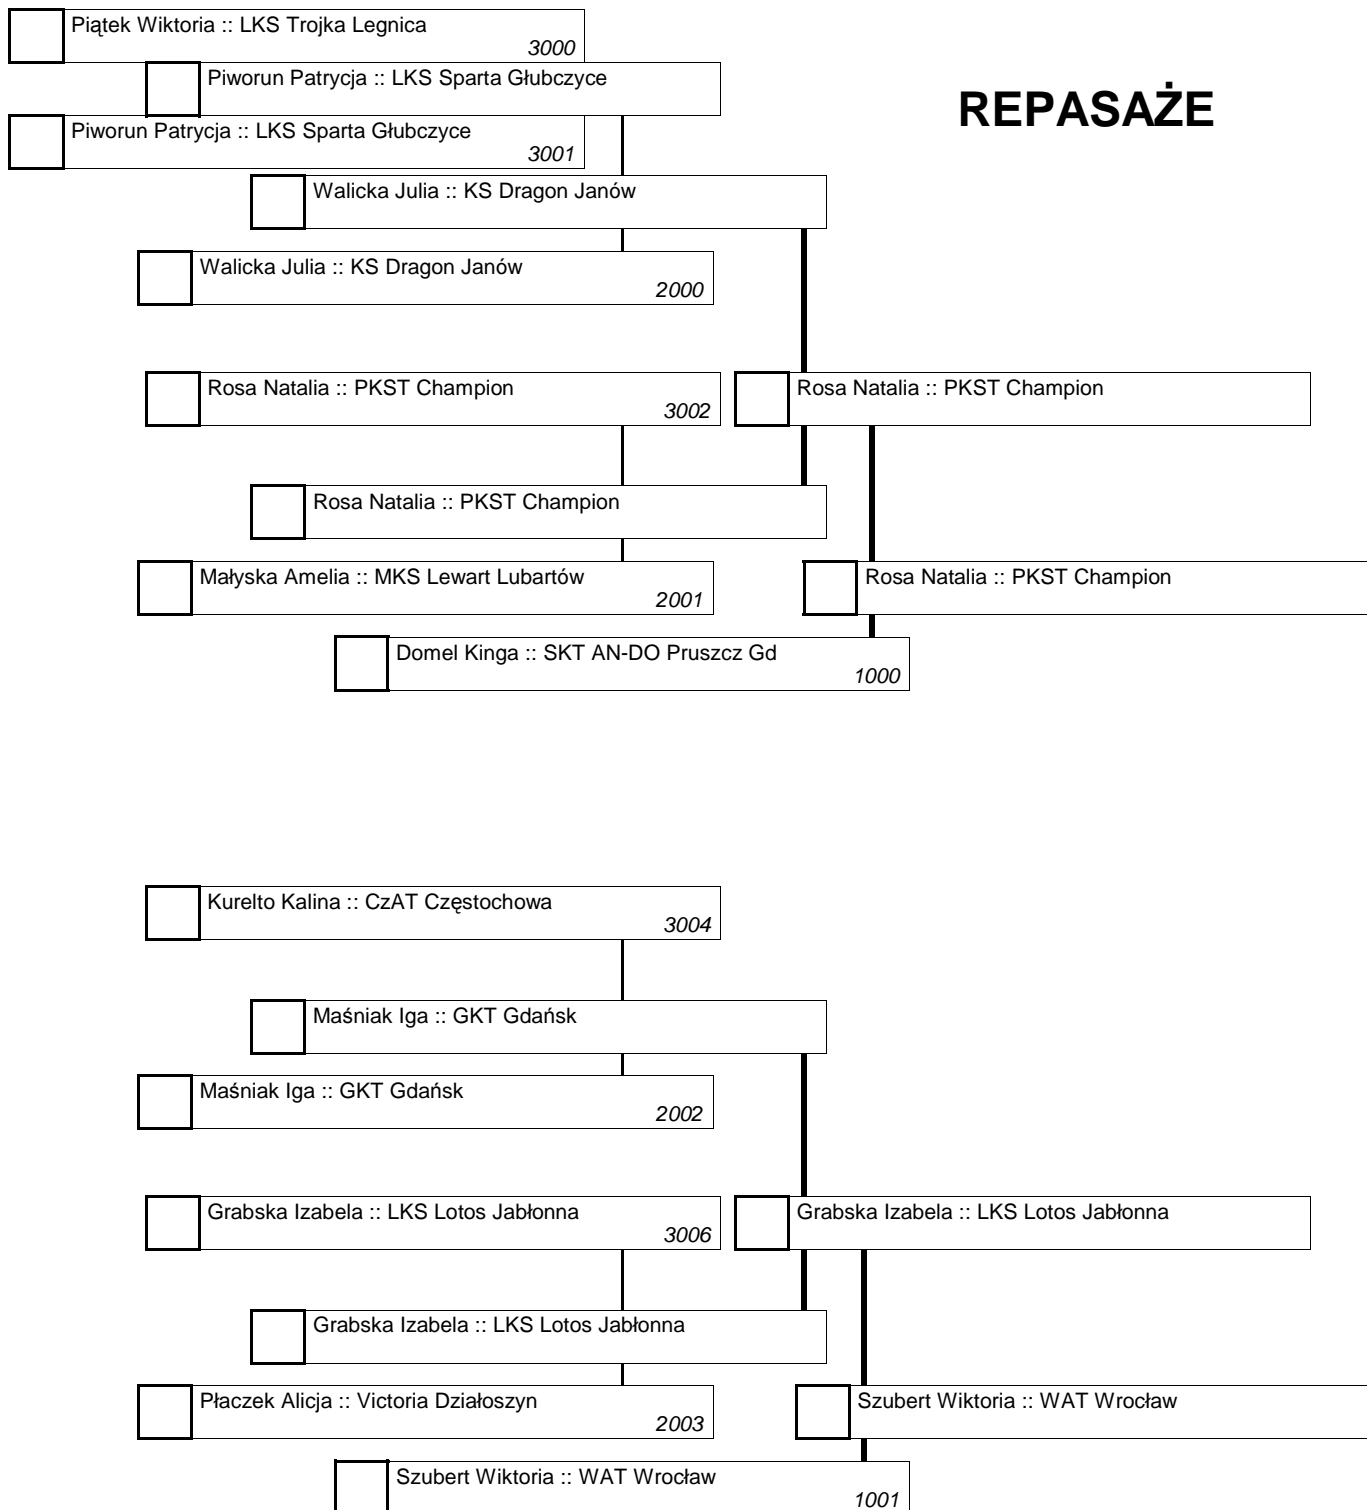 Piątek Wiktoria :: LKS Trojka Legnica
3000
Piworun Patrycja :: LKS Sparta Głubczyce
REPASAŻE
Piworun Patrycja :: LKS Sparta Głubczyce
3001
Walicka Julia :: KS Dragon Janów
Walicka Julia :: KS Dragon Janów
2000
Rosa Natalia :: PKST Champion
3002
Rosa Natalia :: PKST Champion
Rosa Natalia :: PKST Champion
Małyska Amelia :: MKS Lewart Lubartów
2001
Rosa Natalia :: PKST Champion
Domel Kinga :: SKT AN-DO Pruszcz Gd
1000
Kurelto Kalina :: CzAT Częstochowa
3004
Maśniak Iga :: GKT Gdańsk
Maśniak Iga :: GKT Gdańsk
2002
Grabska Izabela :: LKS Lotos Jabłonna
3006
Grabska Izabela :: LKS Lotos Jabłonna
Grabska Izabela :: LKS Lotos Jabłonna
Płaczek Alicja :: Victoria Działoszyn
2003
Szubert Wiktoria :: WAT Wrocław
Szubert Wiktoria :: WAT Wrocław
1001